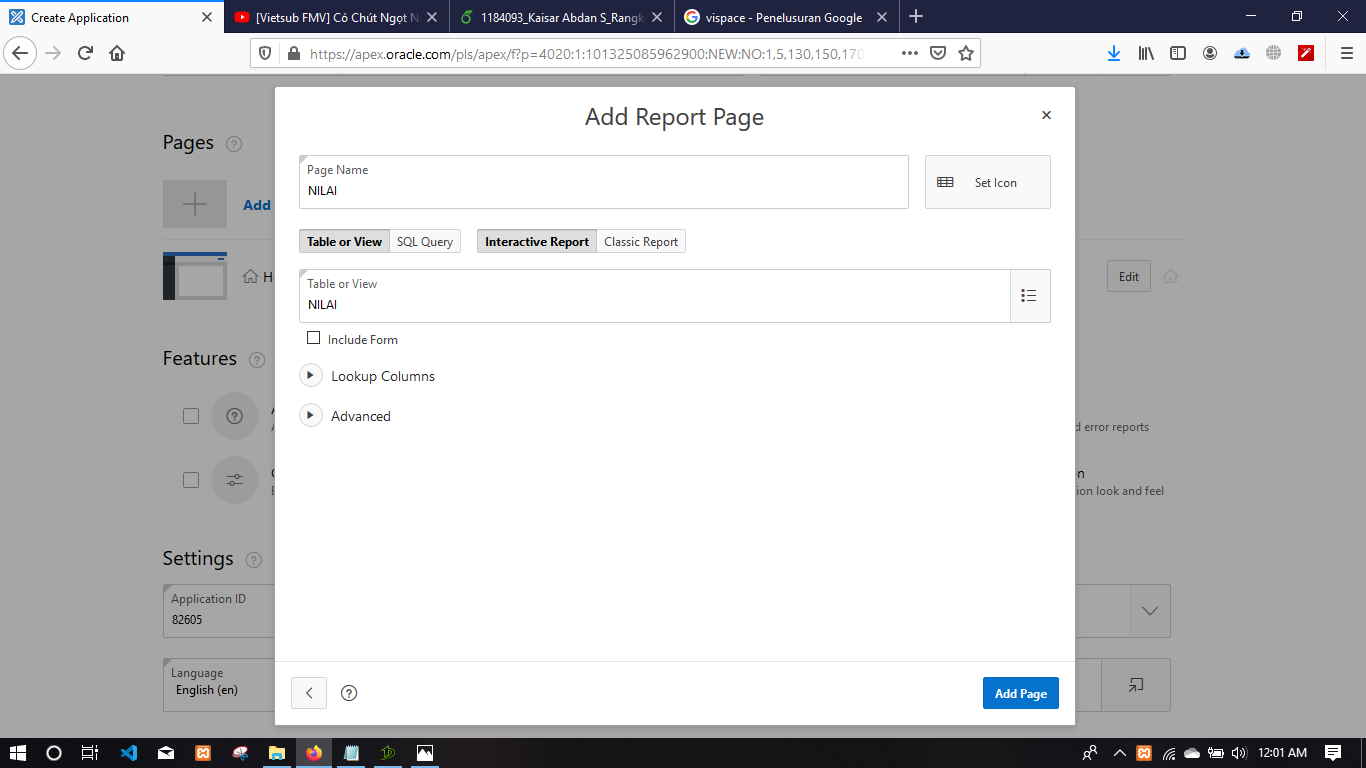 Create Application
[Vietsub FMV] Có Chút Ngọt N
1184093_Kaisar Abdan S_Rangk
vispace - Penelusuran Google
https://apex.oracle.com/pls/apex/f?p=4020:1:101325085962900:NEW:NO:1,5,130,150,170
Add Report Page
Pages
Page Name
NILAI
Set Icon
Add
Table or View
SQL Query
Interactive Report
Classic Report
Edit
Table or View
NILAI
Include Form
Features
Lookup Columns
Advanced
d error reports
n
ion look and feel
Settings
Application ID
82605
Language
English (en)
Add Page
12:01 AM